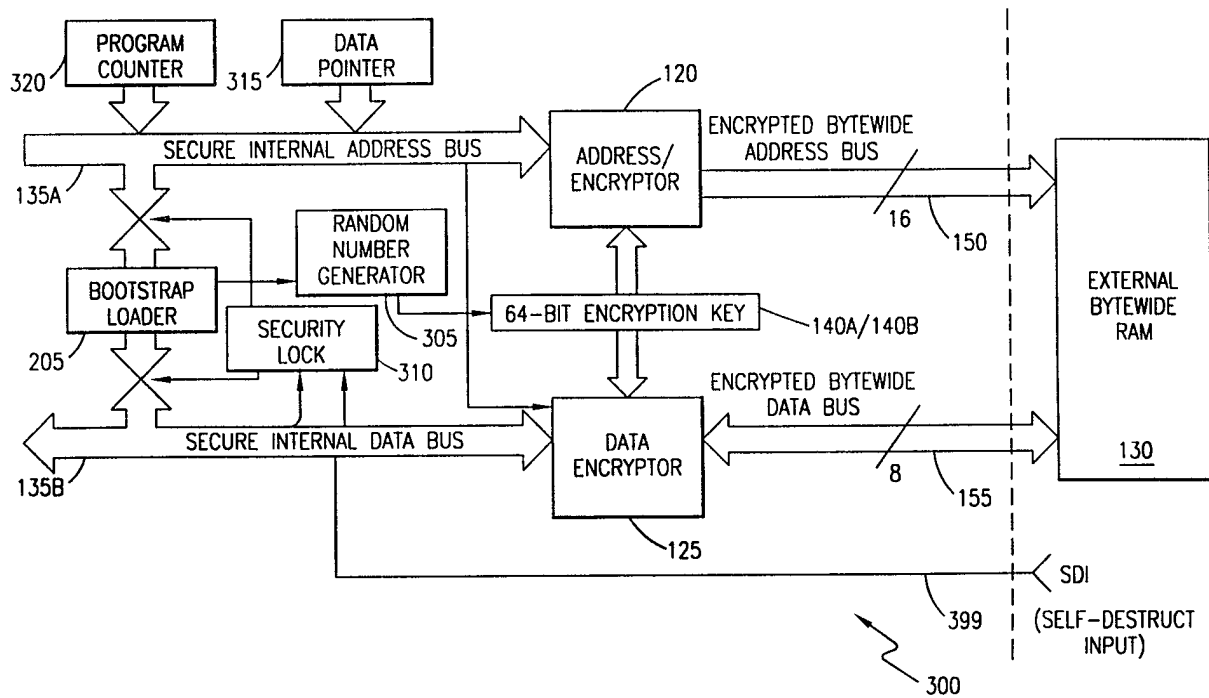 PROGRAM
COUNTER
320
DATA
POINTER
315
120
SECURE INTERNAL ADDRESS BUS
135A
ADDRESS/
ENCRYPTOR
ENCRYPTED BYTEWIDE
ADDRESS BUS
16
150
RANDOM
NUMBER
GENERATOR
305
BOOTSTRAP
LOADER
205
SECURITY
LOCK
310
64-BIT ENCRYPTION KEY
140A/140B
EXTERNAL
BYTEWIDE
RAM
130
SECURE INTERNAL DATA BUS
135B
DATA
ENCRYPTOR
125
ENCRYPTED BYTEWIDE
DATA BUS
8
155
SDI
(SELF-DESTRUCT
INPUT)
399
300